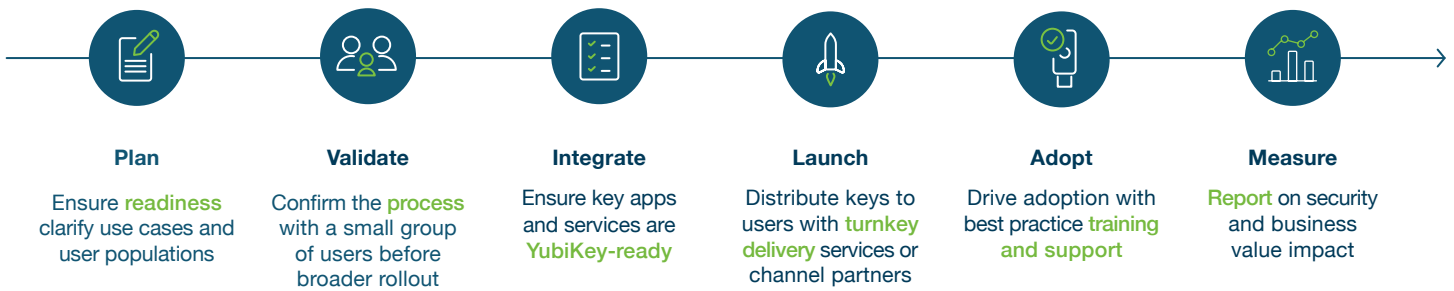 Plan
Ensure readiness
clarify use cases and
user populations
Validate
Confirm the process
with a small group
of users before
broader rollout
Integrate
Ensure key apps
and services are
YubiKey-ready
Launch
Distribute keys to
users with turnkey
delivery services or
channel partners
Adopt
Drive adoption with
best practice training
and support
Measure
Report on security
and business
value impact